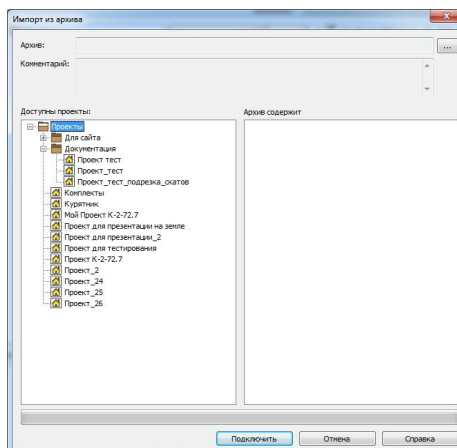 Импорт из архива
Архив:
...
Комментарий:
Доступны проекты:
Архив содержит
Проекты
Для сайта
Документация
Проект тест
Проект_тест
Проект_тест_подрезка_скатов
Комплекты
Курятник
Мой Проект К-2-72.7
Проект для презентации на земле
Проект для презентации_2
Проект для тестирования
Проект К-2-72.7
Проект_2
Проект_24
Проект_25
Проект_26
Подключить
Отмена
Справка